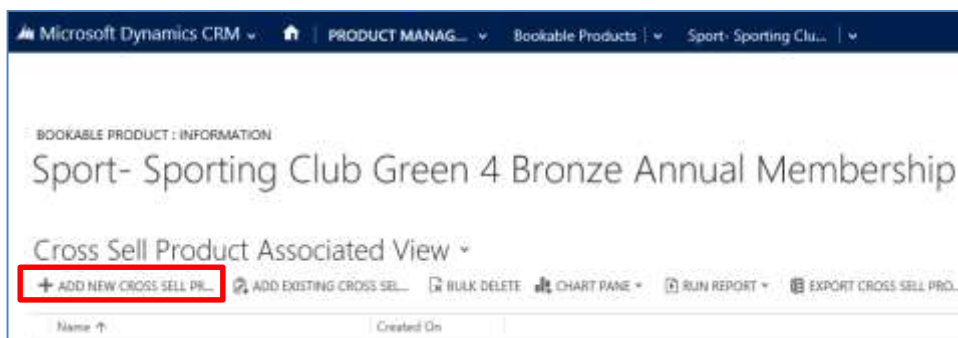 Microsoft Dynamics CRM PRODUCT MANAG... Bookable Products Sport- Sporting Clu...
BOOKABLE PRODUCT : INFORMATION
Sport- Sporting Club Green 4 Bronze Annual Membership
Cross Sell Product Associated View
ADD NEW CROSS SELL PR... ADD EXISTING CROSS SEL... BULK DELETE CHART PANE RUN REPORT EXPORT CROSS SELL PRO...
Name ↑ Created On